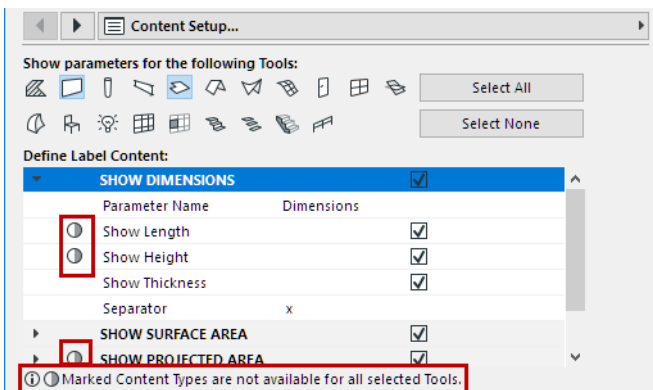 Content Setup...
Show parameters for the following Tools:
Select All
Select None
Define Label Content:
SHOW DIMENSIONS
Parameter Name Dimensions
Show Length
Show Height
Show Thickness
Separator x
SHOW SURFACE AREA
SHOW PROJECTED AREA
Marked Content Types are not available for all selected Tools.